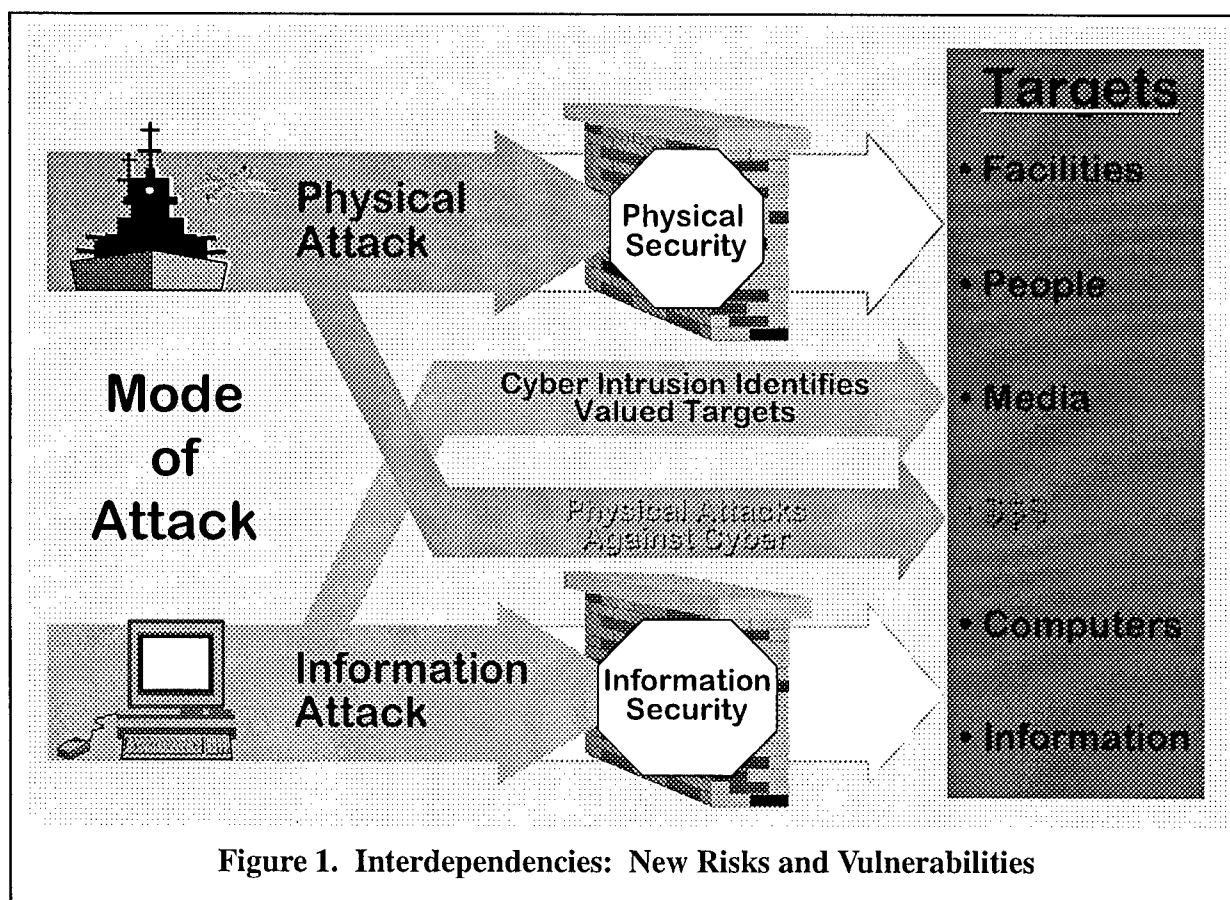 Targets
• Facilities
• People
• Media
• Computers
• Information
Physical
Attack
Physical
Security
Mode
of
Attack
Cyber Intrusion Identifies
Valued Targets
Physical Attacks
Against Cyber
Information
Attack
Information
Security
Figure 1. Interdependencies: New Risks and Vulnerabilities